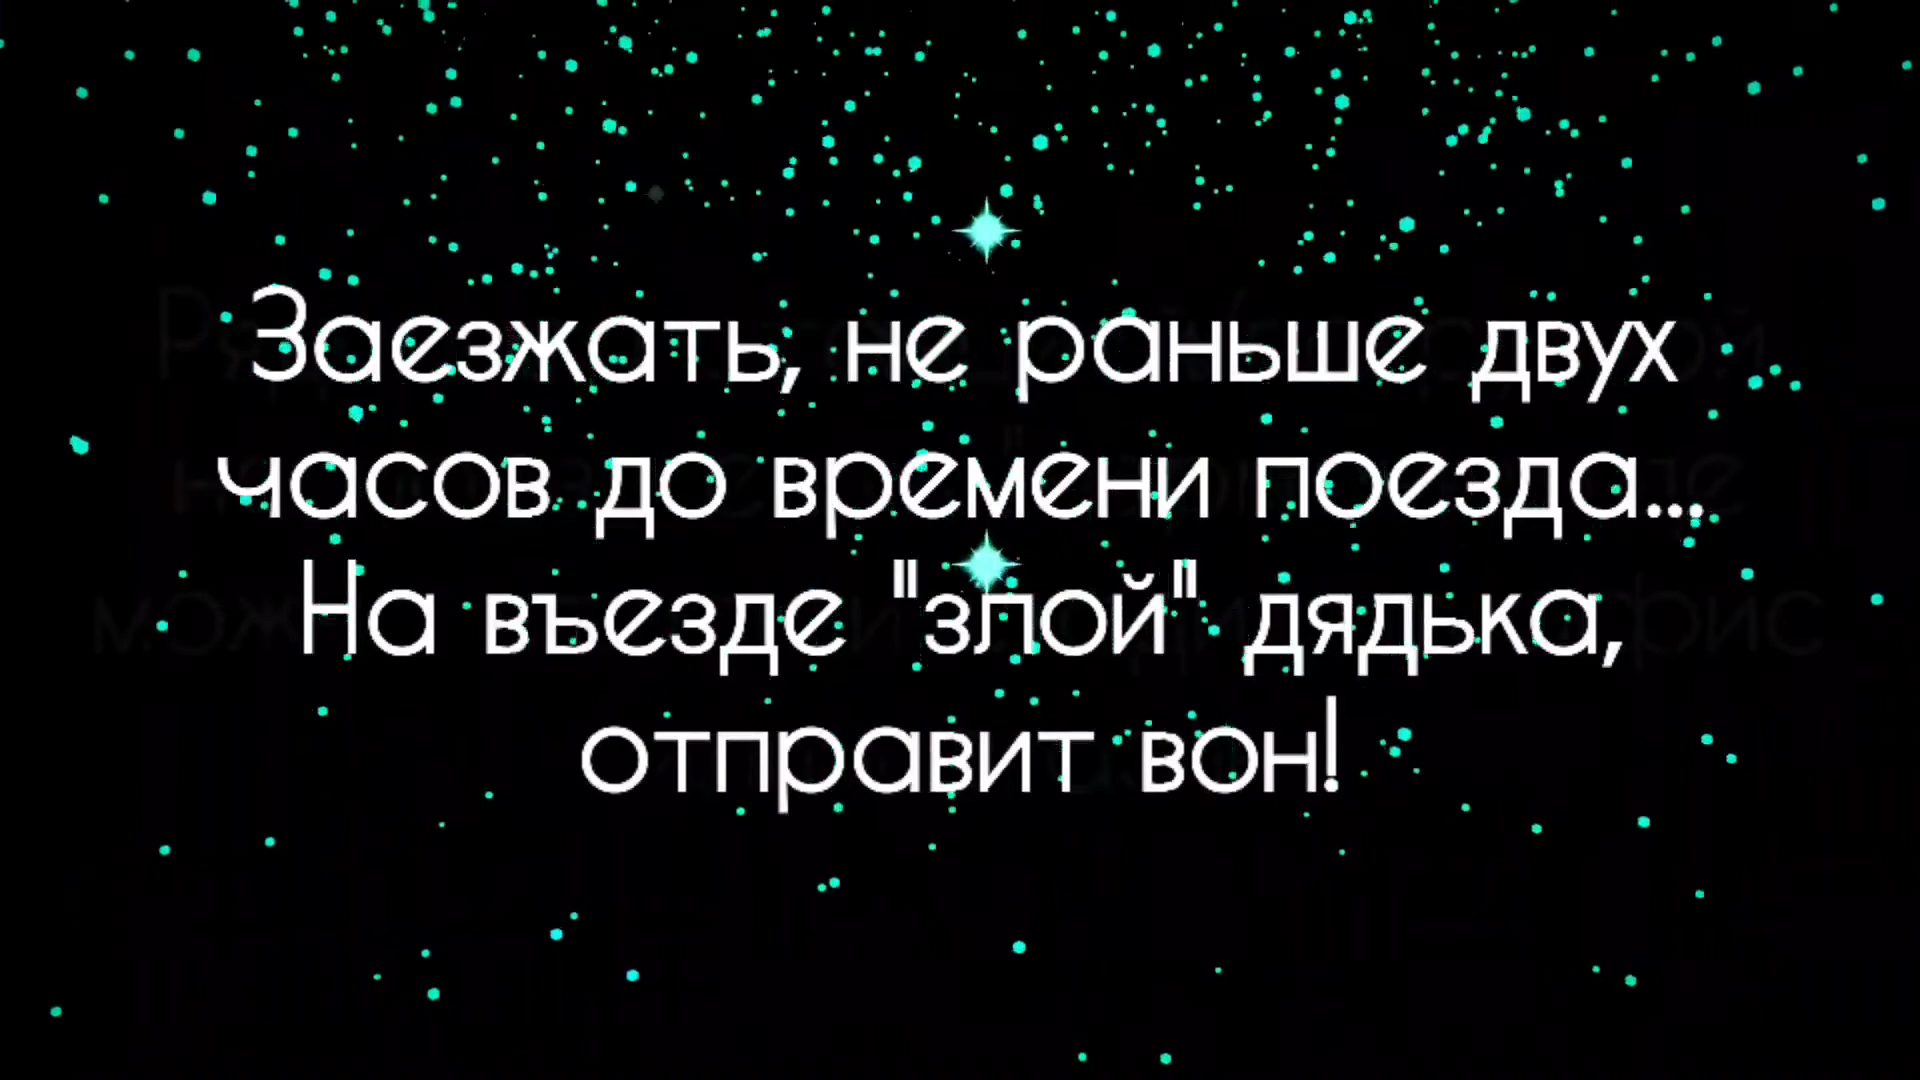 Заезжать, не раньше двух
часов до времени поезда...
На въезде "злой" дядька,
отправит вон!